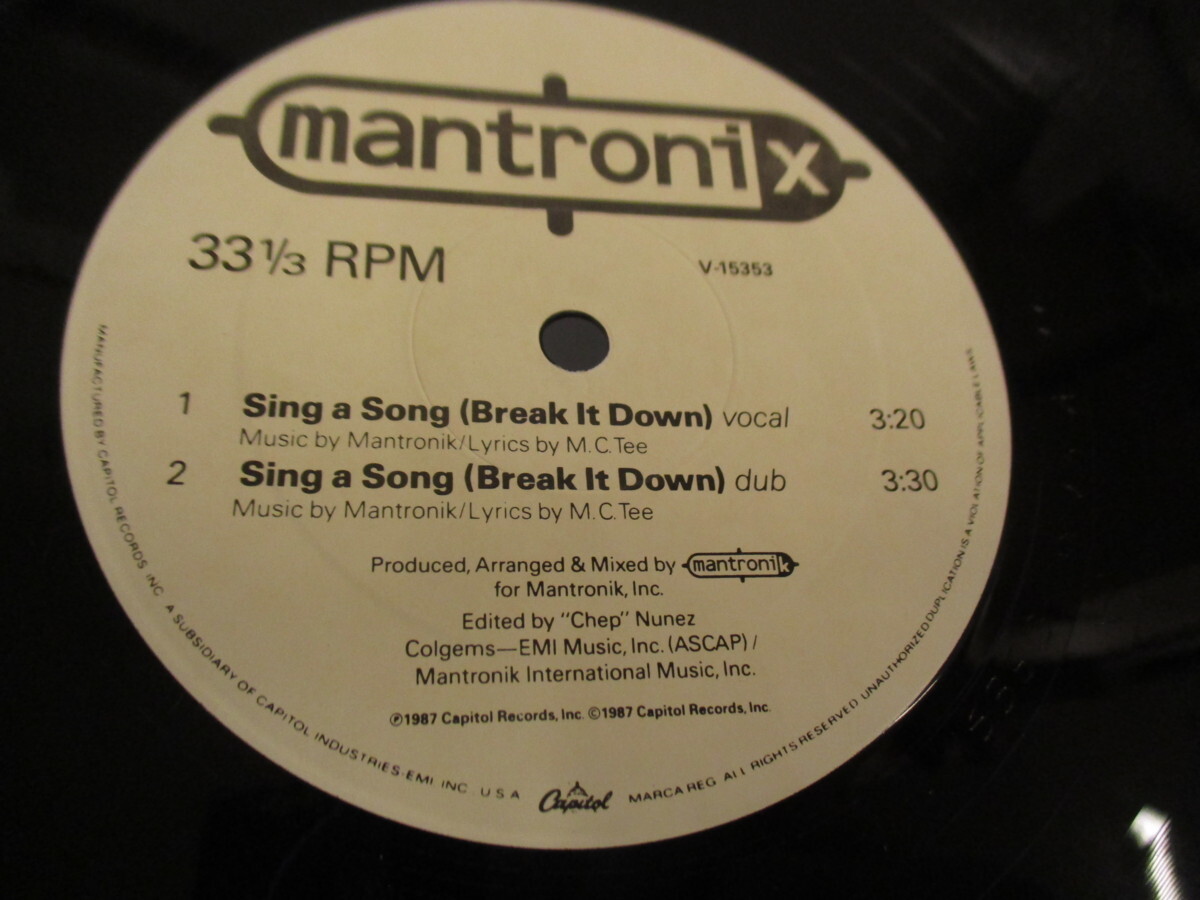 mantronix
33 1/3 RPM
V-15353
1 Sing a Song (Break It Down) vocal 3:20
Music by Mantronik/Lyrics by M.C.Tee
2 Sing a Song (Break It Down) dub 3:30
Music by Mantronik/Lyrics by M.C.Tee
Produced, Arranged & Mixed by mantronik
for Mantronik, Inc.
Edited by "Chep" Nunez
Colgems—EMI Music, Inc. (ASCAP) /
Mantronik International Music, Inc.
℗1987 Capitol Records, Inc. ©1987 Capitol Records, Inc.
MANUFACTURED BY CAPITOL RECORDS INC. A SUBSIDIARY OF CAPITOL INDUSTRIES-EMI INC U S A Capitol MARCA REG ALL RIGHTS RESERVED UNAUTHORIZED DUPLICATION IS A VIOLATION OF APPLICABLE LAWS